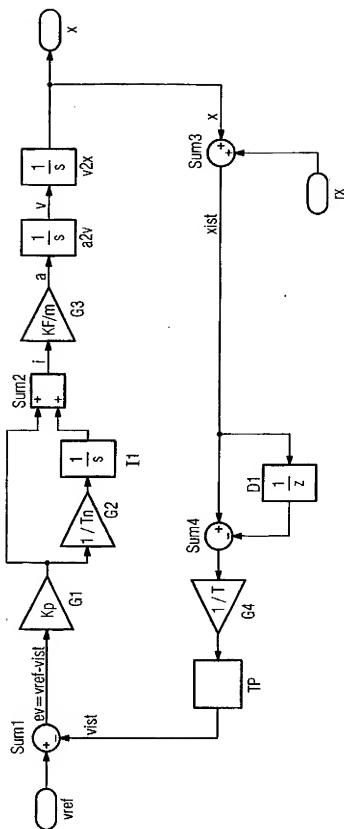 vref
Sum1
+
−
ev=vref-vist
Kp
G1
1/Tn
G2
1
s
I1
Sum2
+
+
i
KF/m
G3
a
1
s
a2v
v
1
s
v2x
x
x
Sum3
+
+
rx
xist
D1
1
z
Sum4
+
−
1/T
G4
TP
vist